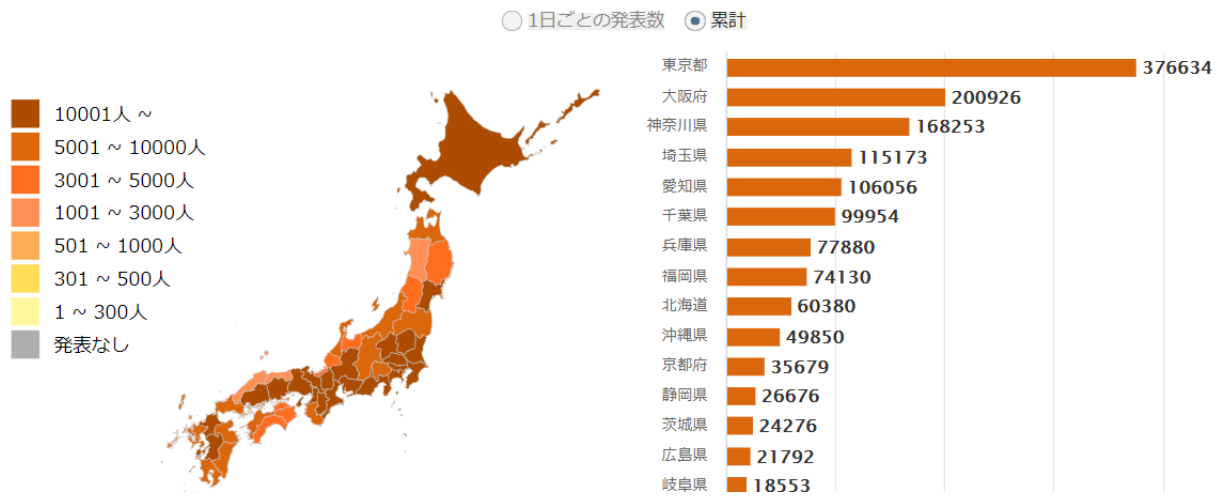 1日ごとの発表数 累計
10001人 ~
5001 ~ 10000人
3001 ~ 5000人
1001 ~ 3000人
501 ~ 1000人
301 ~ 500人
1 ~ 300人
発表なし
東京都 376634
大阪府 200926
神奈川県 168253
埼玉県 115173
愛知県 106056
千葉県 99954
兵庫県 77880
福岡県 74130
北海道 60380
沖縄県 49850
京都府 35679
静岡県 26676
茨城県 24276
広島県 21792
岐阜県 18553